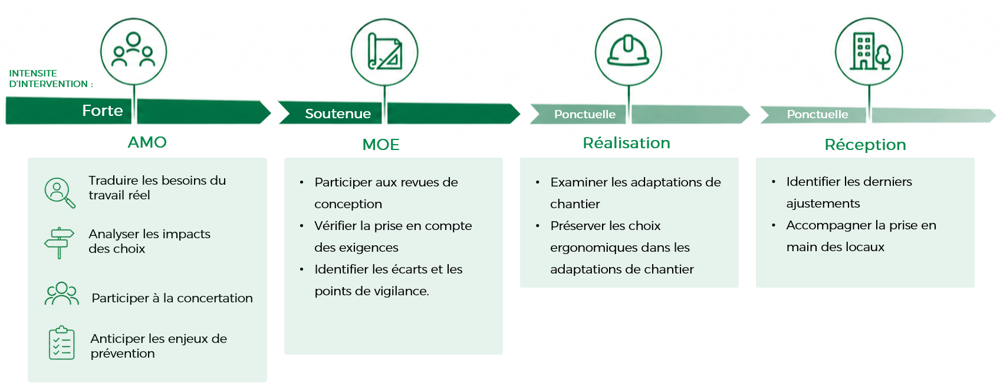 INTENSITE
D'INTERVENTION :
Forte
Soutenue
Ponctuelle
Ponctuelle
AMO
Traduire les besoins du
travail réel
Analyser les impacts
des choix
Participer à la concertation
Anticiper les enjeux de
prévention
MOE
• Participer aux revues de
conception
• Vérifier la prise en compte
des exigences
• Identifier les écarts et les
points de vigilance.
Réalisation
• Examiner les adaptations de
chantier
• Préserver les choix
ergonomiques dans les
adaptations de chantier
Réception
• Identifier les derniers
ajustements
• Accompagner la prise en
main des locaux